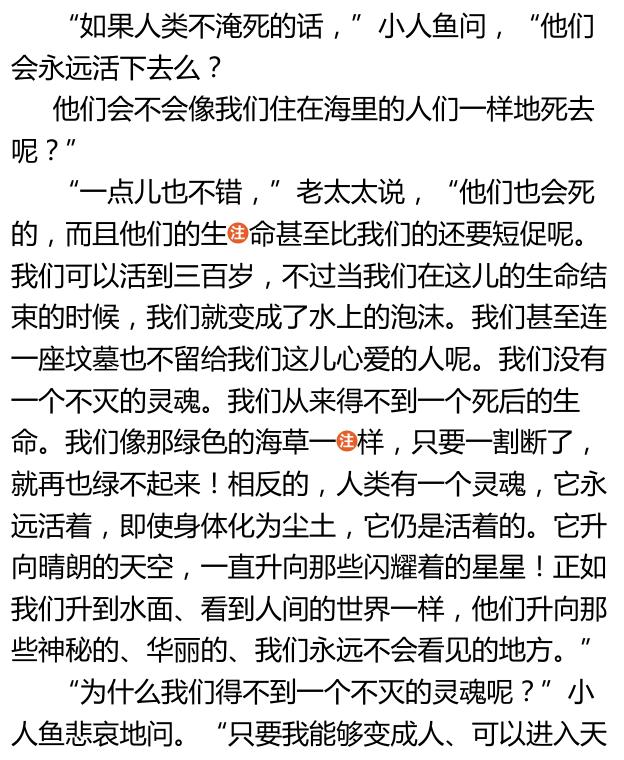 “如果人类不淹死的话，”小人鱼问，“他们
会永远活下去么？
他们会不会像我们住在海里的人们一样地死去
呢？”
“一点儿也不错，”老太太说，“他们也会死
的，而且他们的生注命甚至比我们的还要短促呢。
我们可以活到三百岁，不过当我们在这儿的生命结
束的时候，我们就变成了水上的泡沫。我们甚至连
一座坟墓也不留给我们这儿心爱的人呢。我们没有
一个不灭的灵魂。我们从来得不到一个死后的生
命。我们像那绿色的海草一注样，只要一割断了，
就再也绿不起来！相反的，人类有一个灵魂，它永
远活着，即使身体化为尘土，它仍是活着的。它升
向晴朗的天空，一直升向那些闪耀着的星星！正如
我们升到水面、看到人间的世界一样，他们升向那
些神秘的、华丽的、我们永远不会看见的地方。”
“为什么我们得不到一个不灭的灵魂呢？”小
人鱼悲哀地问。“只要我能够变成人、可以进入天